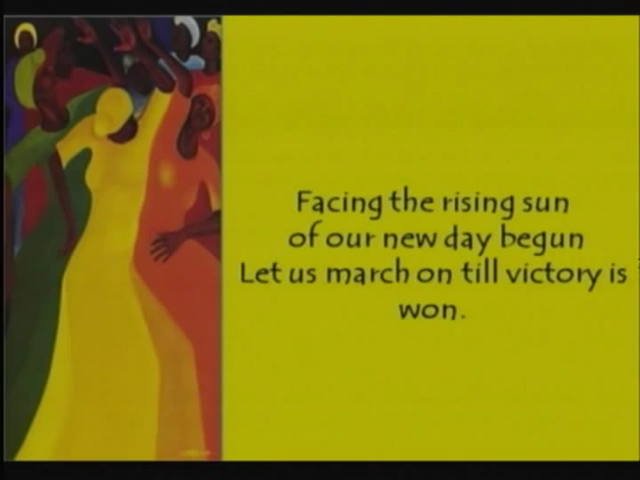 Facing the rising sun
of our new day begun
Let us march on till victory is
won.